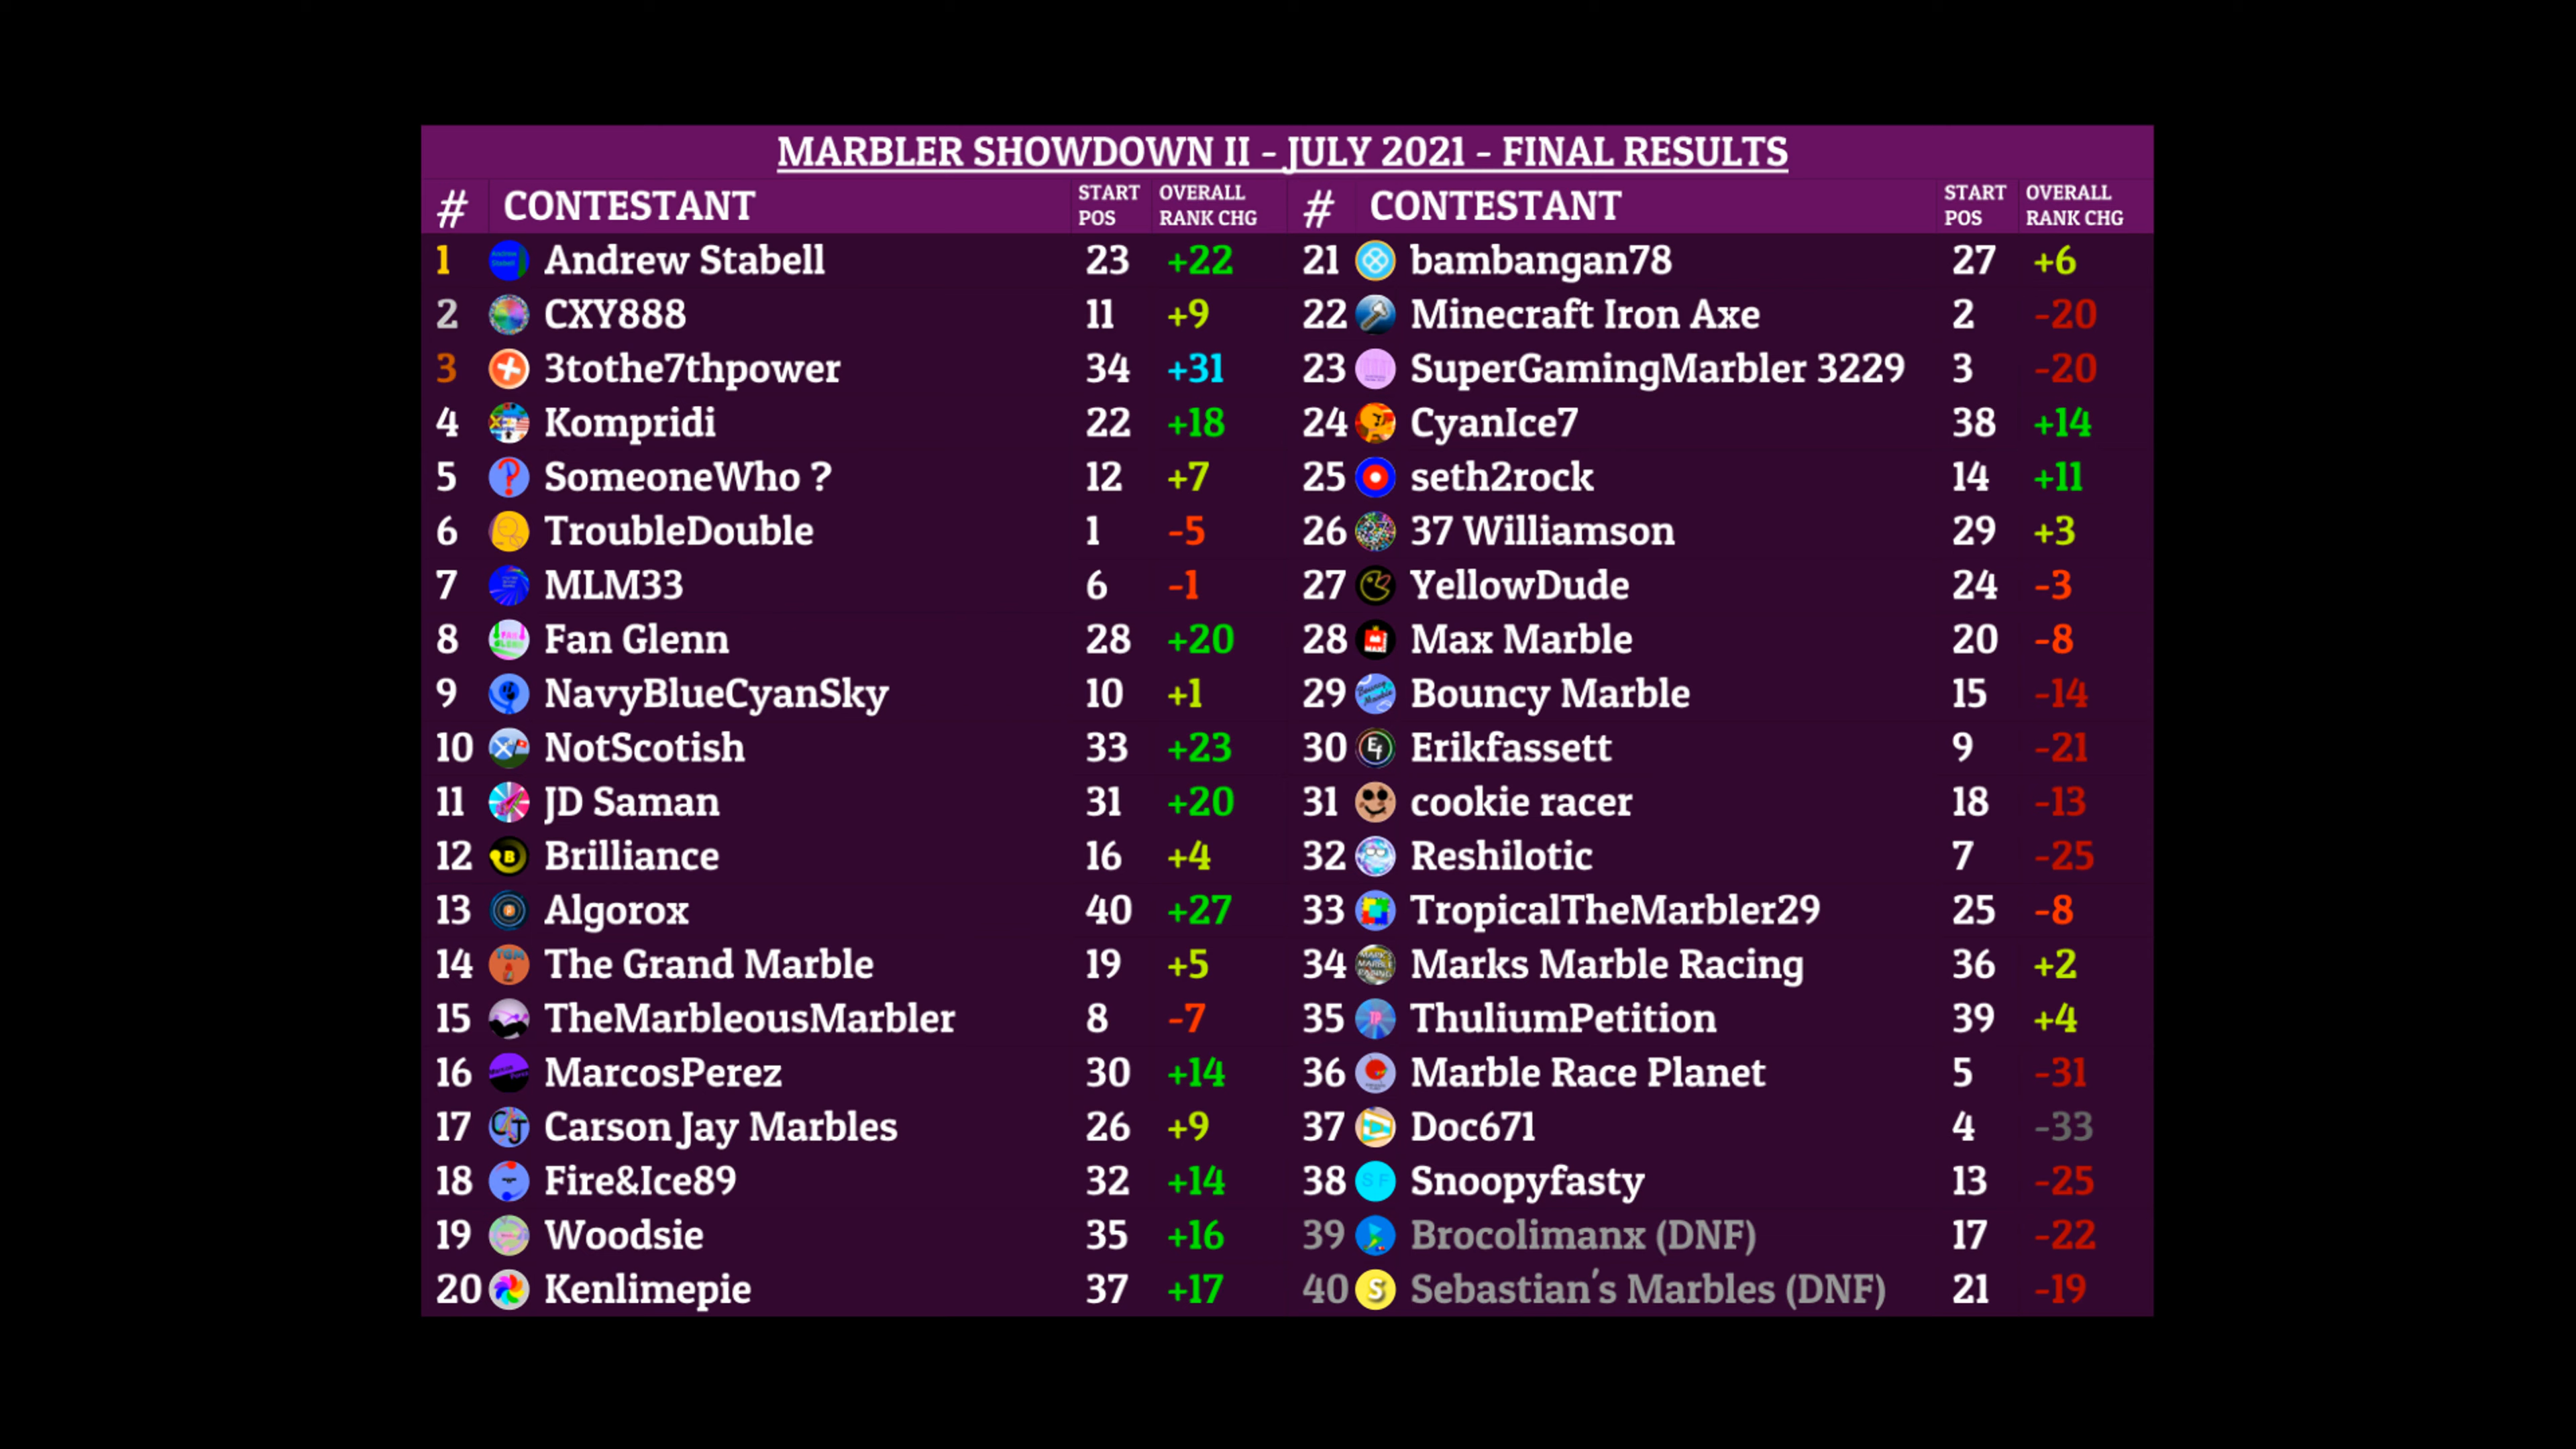 MARBLER SHOWDOWN II - JULY 2021 - FINAL RESULTS
# CONTESTANT START POS OVERALL RANK CHG # CONTESTANT START POS OVERALL RANK CHG
1 Andrew Stabell 23 +22 21 bambangan78 27 +6
2 CXY888 11 +9 22 Minecraft Iron Axe 2 -20
3 3tothe7thpower 34 +31 23 SuperGamingMarbler 3229 3 -20
4 Kompridi 22 +18 24 CyanIce7 38 +14
5 SomeoneWho ? 12 +7 25 seth2rock 14 +11
6 TroubleDouble 1 -5 26 37 Williamson 29 +3
7 MLM33 6 -1 27 YellowDude 24 -3
8 Fan Glenn 28 +20 28 Max Marble 20 -8
9 NavyBlueCyanSky 10 +1 29 Bouncy Marble 15 -14
10 NotScotish 33 +23 30 Erikfassett 9 -21
11 JD Saman 31 +20 31 cookie racer 18 -13
12 Brilliance 16 +4 32 Reshilotic 7 -25
13 Algorox 40 +27 33 TropicalTheMarbler29 25 -8
14 The Grand Marble 19 +5 34 Marks Marble Racing 36 +2
15 TheMarbleousMarbler 8 -7 35 ThuliumPetition 39 +4
16 MarcosPerez 30 +14 36 Marble Race Planet 5 -31
17 Carson Jay Marbles 26 +9 37 Doc671 4 -33
18 Fire&Ice89 32 +14 38 Snoopyfasty 13 -25
19 Woodsie 35 +16 39 Brocolimanx (DNF) 17 -22
20 Kenlimepie 37 +17 40 Sebastian's Marbles (DNF) 21 -19